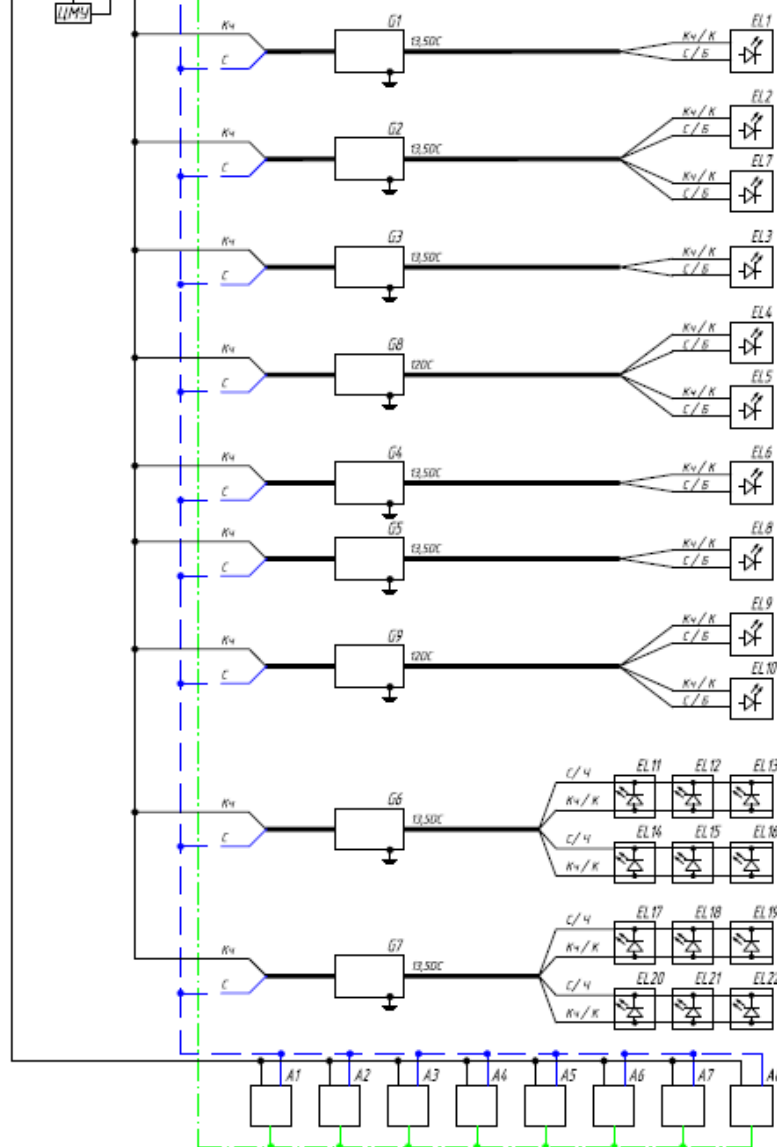 ЦМУ
Кч G1 13,5DC Кч/К EL1
С С/Б
Кч G2 13,5DC Кч/К EL2
С С/Б
Кч/К EL7
С/Б
Кч G3 13,5DC Кч/К EL3
С С/Б
Кч G8 12DC Кч/К EL4
С С/Б
Кч/К EL5
С/Б
Кч G4 13,5DC Кч/К EL6
С С/Б
Кч G5 13,5DC Кч/К EL8
С С/Б
Кч G9 12DC Кч/К EL9
С С/Б
Кч/К EL10
С/Б
Кч G6 13,5DC С/Ч EL11 EL12 EL13
С Кч/К
С/Ч EL14 EL15 EL16
Кч/К
Кч G7 13,5DC С/Ч EL17 EL18 EL19
С Кч/К
С/Ч EL20 EL21 EL22
Кч/К
A1 A2 A3 A4 A5 A6 A7